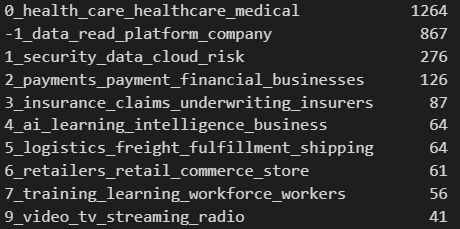 0_health_care_healthcare_medical 1264
-1_data_read_platform_company 867
1_security_data_cloud_risk 276
2_payments_payment_financial_businesses 126
3_insurance_claims_underwriting_insurers 87
4_ai_learning_intelligence_business 64
5_logistics_freight_fulfillment_shipping 64
6_retailers_retail_commerce_store 61
7_training_learning_workforce_workers 56
9_video_tv_streaming_radio 41